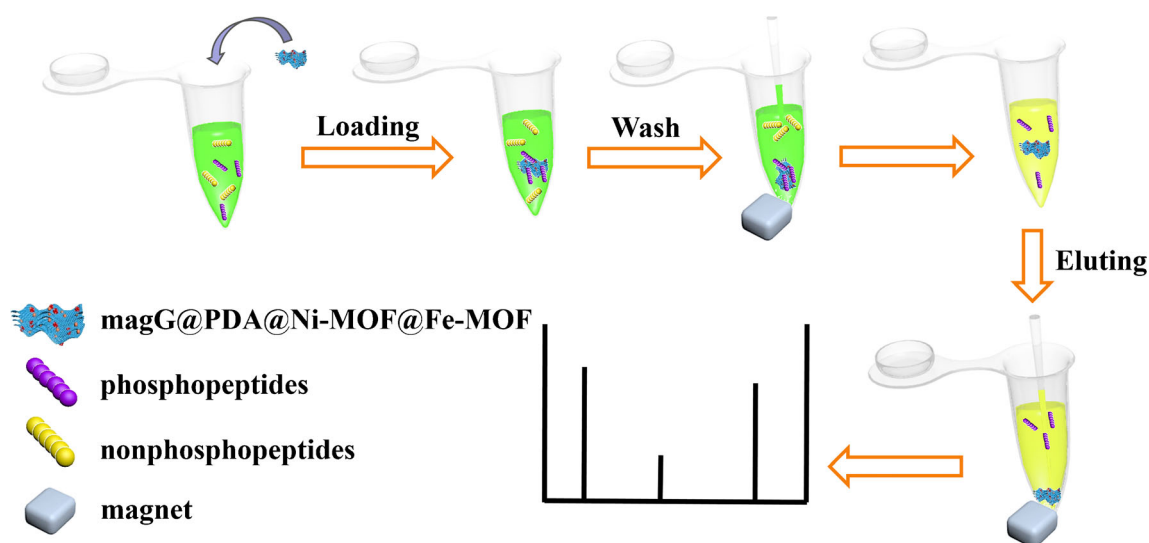 Loading
Wash
Eluting
magG@PDA@Ni-MOF@Fe-MOF
phosphopeptides
nonphosphopeptides
magnet